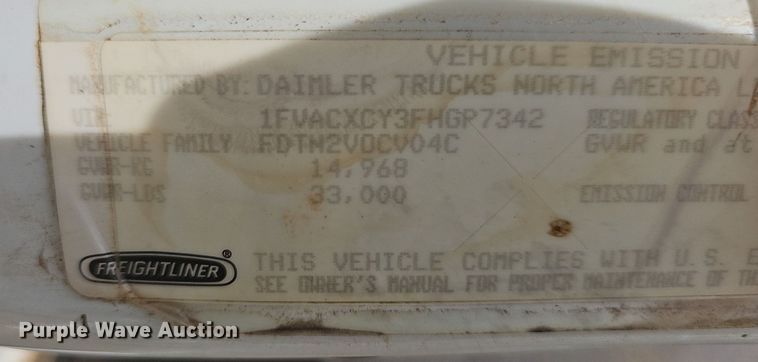 VEHICLE EMISSION
MANUFACTURED BY: DAIMLER TRUCKS NORTH AMERICA
VIN 1FVACXCY3FHGP7342 REGULATORY CLASS
VEHICLE FAMILY FDTN2VOCV04C GVWR and at
GVWR-KG 14,968
GVWR-LBS 33,000 EMISSION CONTROL
FREIGHTLINER®
THIS VEHICLE COMPLIES WITH U.S.
SEE OWNER'S MANUAL FOR PROPER MAINTENANCE OF
Purple Wave Auction